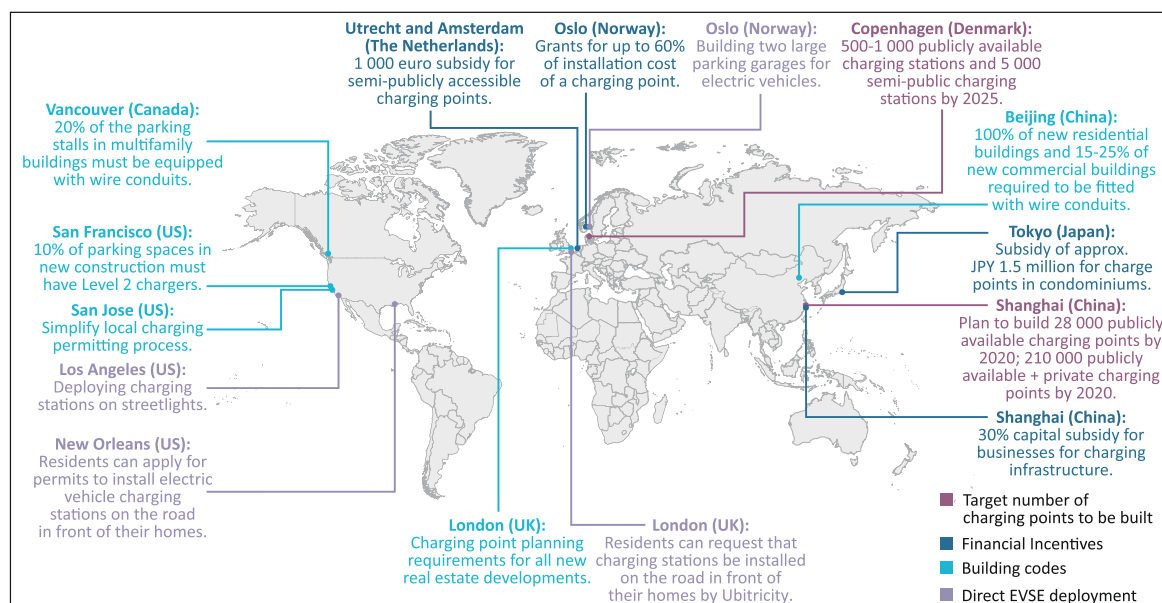 Utrecht and Amsterdam
(The Netherlands):
1 000 euro subsidy for
semi-publicly accessible
charging points.
Oslo (Norway):
Grants for up to 60%
of installation cost
of a charging point.
Oslo (Norway):
Building two large
parking garages for
electric vehicles.
Copenhagen (Denmark):
500-1 000 publicly available
charging stations and 5 000
semi-public charging
stations by 2025.
Vancouver (Canada):
20% of the parking
stalls in multifamily
buildings must be equipped
with wire conduits.
Beijing (China):
100% of new residential
buildings and 15-25% of
new commercial buildings
required to be fitted
with wire conduits.
San Francisco (US):
10% of parking spaces in
new construction must
have Level 2 chargers.
Tokyo (Japan):
Subsidy of approx.
JPY 1.5 million for charge
points in condominiums.
San Jose (US):
Simplify local charging
permitting process.
Shanghai (China):
Plan to build 28 000 publicly
available charging points by
2020; 210 000 publicly
available + private charging
points by 2020.
Los Angeles (US):
Deploying charging
stations on streetlights.
Shanghai (China):
30% capital subsidy for
businesses for charging
infrastructure.
New Orleans (US):
Residents can apply for
permits to install electric
vehicle charging
stations on the road
in front of their homes.
London (UK):
Charging point planning
requirements for all new
real estate developments.
London (UK):
Residents can request that
charging stations be installed
on the road in front of
their homes by Ubitricity.
Target number of
charging points to be built
Financial Incentives
Building codes
Direct EVSE deployment